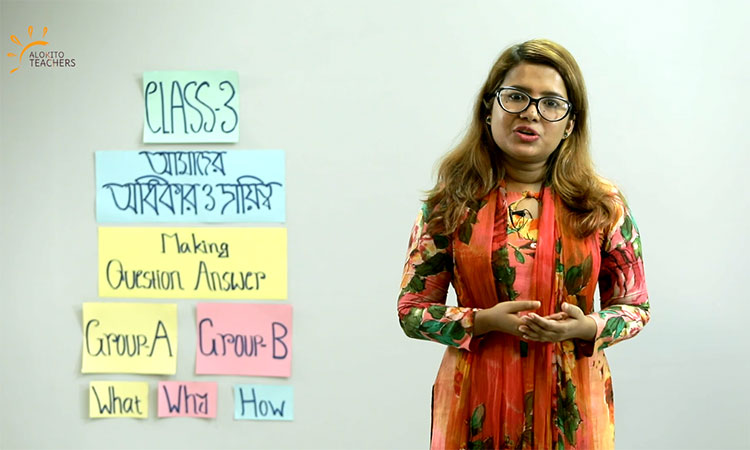 ALOKITO
TEACHERS
CLASS-3
আমাদের
অধিকার ও দায়িত্ব
Making
Question Answer
Group-A
Group-B
What
Why
How